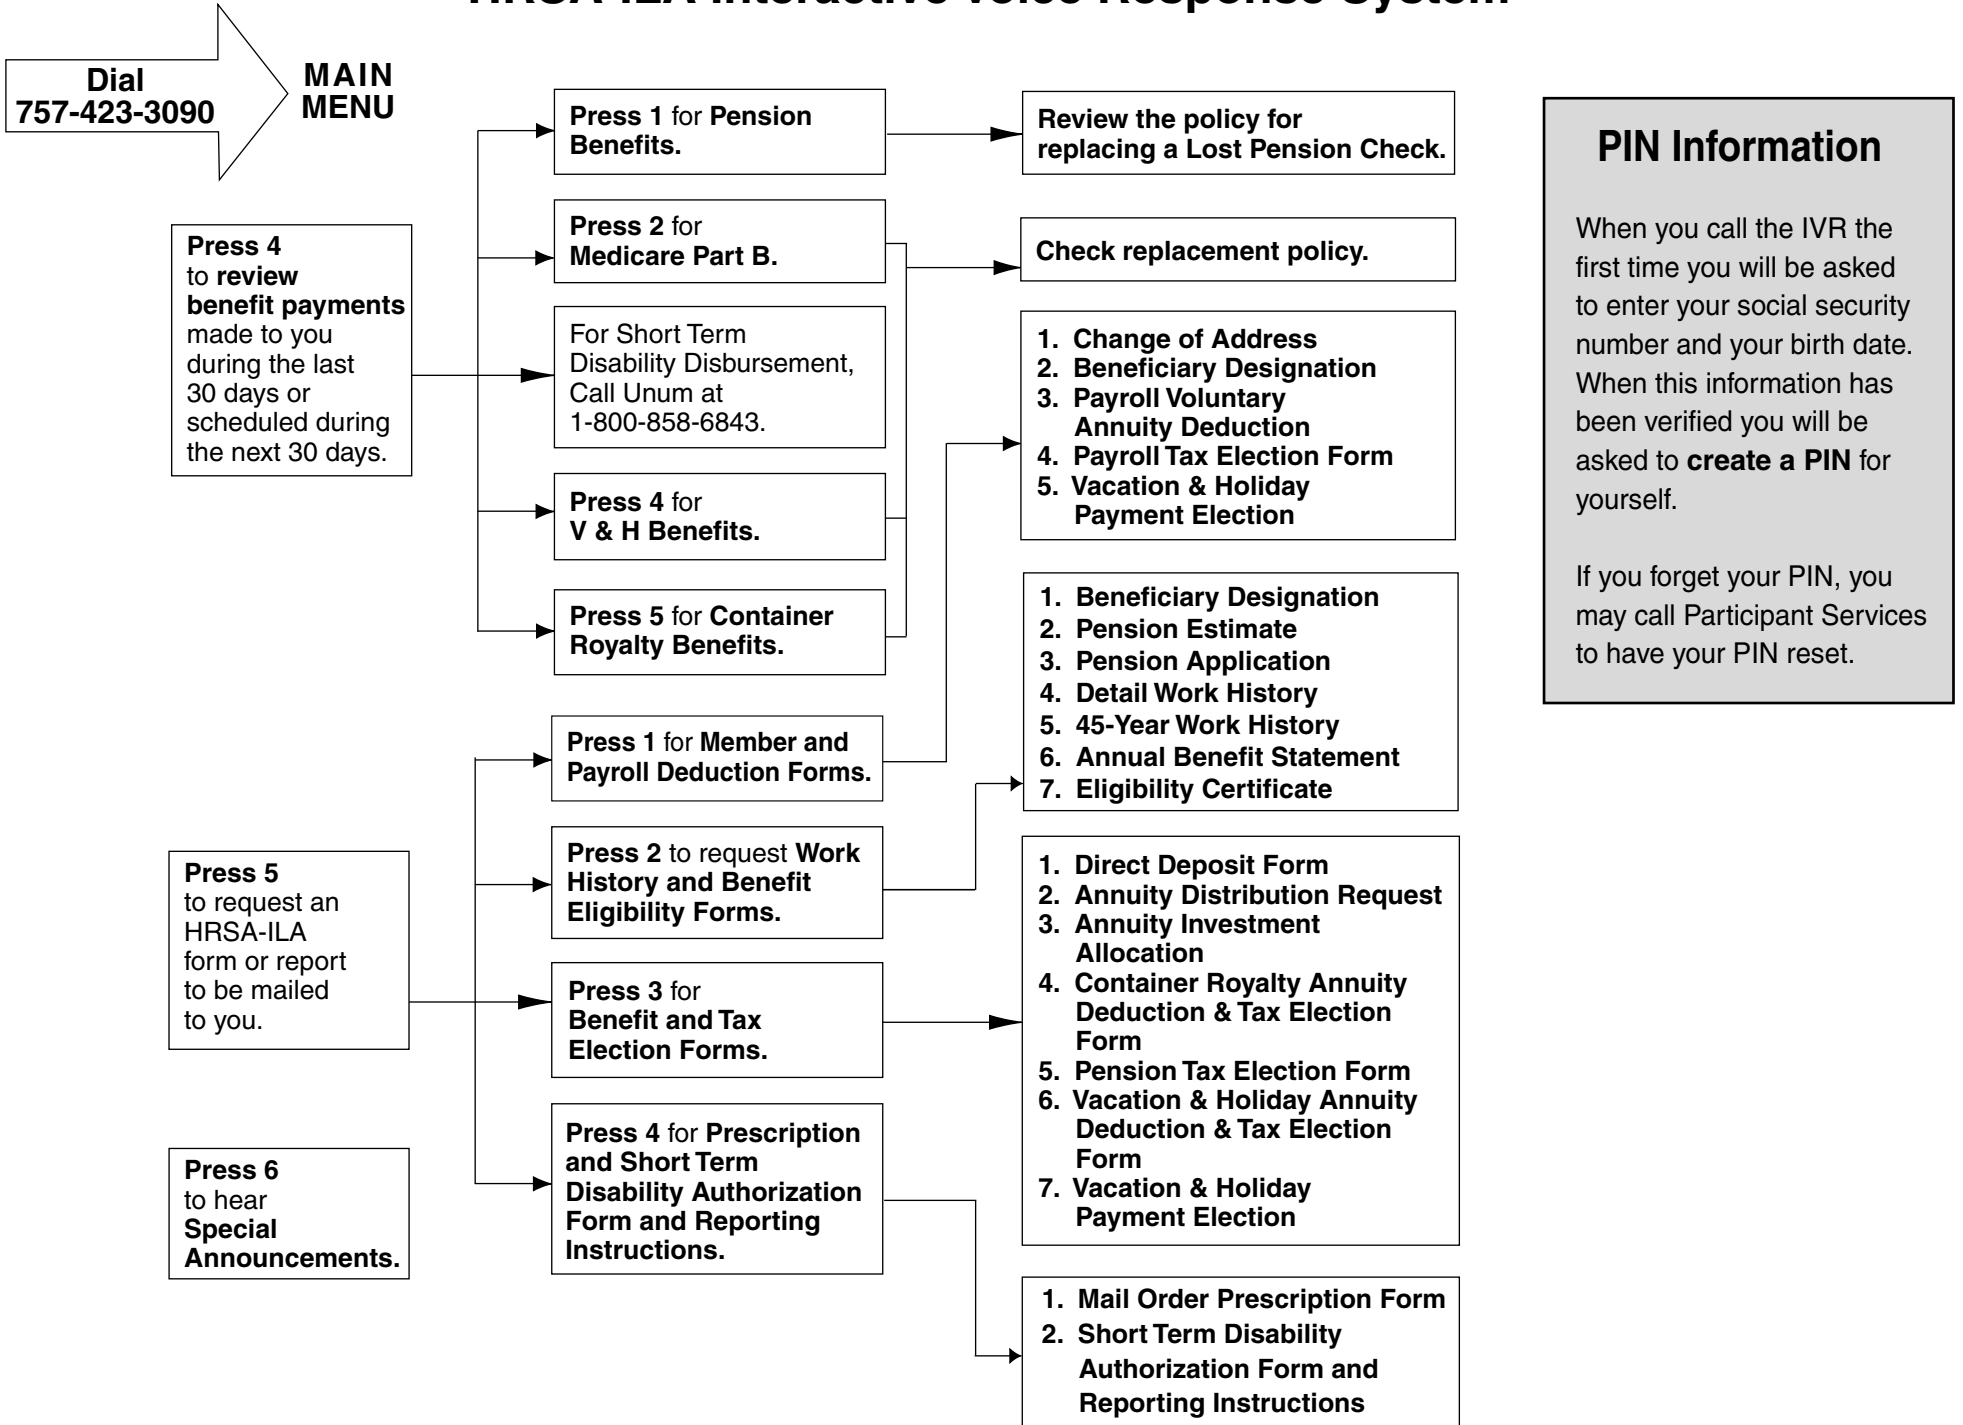 HRSA-ILA Interactive Voice Response System
Dial
757-423-3090
MAIN
MENU
Press 4
to review
benefit payments
made to you
during the last
30 days or
scheduled during
the next 30 days.
Press 1 for Pension
Benefits.
Review the policy for
replacing a Lost Pension Check.
Press 2 for
Medicare Part B.
Check replacement policy.
For Short Term
Disability Disbursement,
Call Unum at
1-800-858-6843.
Press 4 for
V & H Benefits.
Press 5 for Container
Royalty Benefits.
Press 5
to request an
HRSA-ILA
form or report
to be mailed
to you.
Press 1 for Member and
Payroll Deduction Forms.
1. Change of Address
2. Beneficiary Designation
3. Payroll Voluntary
Annuity Deduction
4. Payroll Tax Election Form
5. Vacation & Holiday
Payment Election
Press 2 to request Work
History and Benefit
Eligibility Forms.
1. Beneficiary Designation
2. Pension Estimate
3. Pension Application
4. Detail Work History
5. 45-Year Work History
6. Annual Benefit Statement
7. Eligibility Certificate
Press 3 for
Benefit and Tax
Election Forms.
1. Direct Deposit Form
2. Annuity Distribution Request
3. Annuity Investment
Allocation
4. Container Royalty Annuity
Deduction & Tax Election
Form
5. Pension Tax Election Form
6. Vacation & Holiday Annuity
Deduction & Tax Election
Form
7. Vacation & Holiday
Payment Election
Press 4 for Prescription
and Short Term
Disability Authorization
Form and Reporting
Instructions.
1. Mail Order Prescription Form
2. Short Term Disability
Authorization Form and
Reporting Instructions
Press 6
to hear
Special
Announcements.
PIN Information
When you call the IVR the
first time you will be asked
to enter your social security
number and your birth date.
When this information has
been verified you will be
asked to create a PIN for
yourself.
If you forget your PIN, you
may call Participant Services
to have your PIN reset.